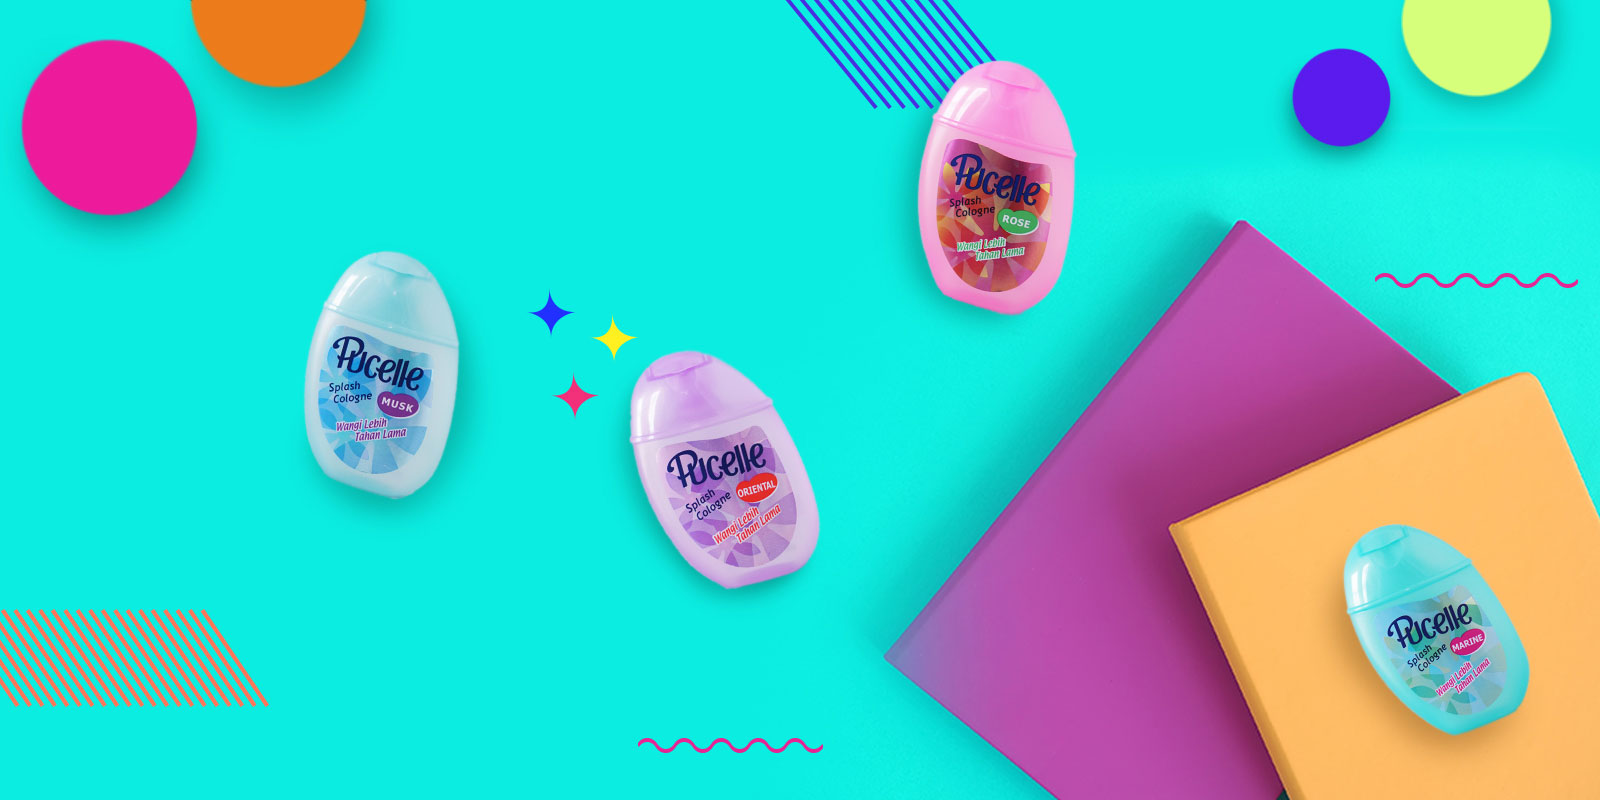 Pucelle
Splash
Cologne
ROSE
Wangi Lebih
Tahan Lama
Pucelle
Splash
Cologne
MUSK
Wangi Lebih
Tahan Lama
Pucelle
Splash
Cologne
ORIENTAL
Wangi Lebih
Tahan Lama
Pucelle
Splash
Cologne
MARINE
Wangi Lebih
Tahan Lama